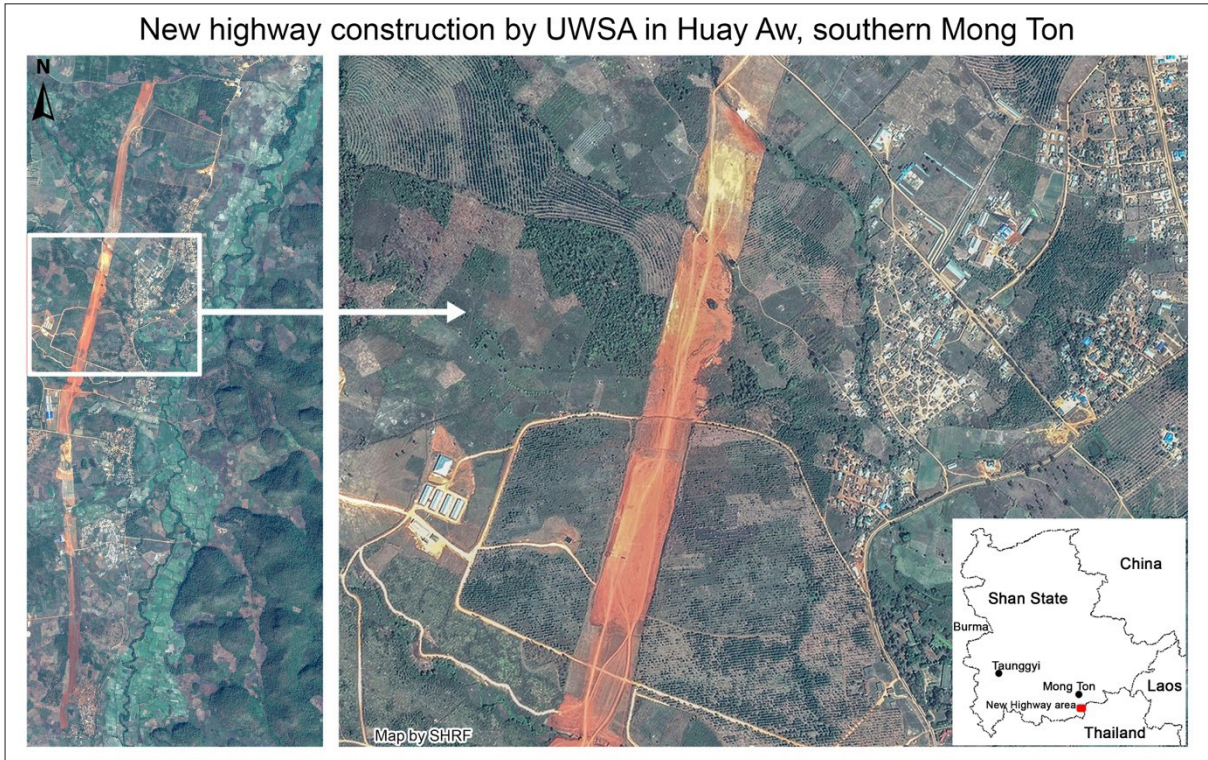 New highway construction by UWSA in Huay Aw, southern Mong Ton
N
Map by SHRF
China
Shan State
Burma
Taunggyi
Laos
Mong Ton
New Highway area
Thailand